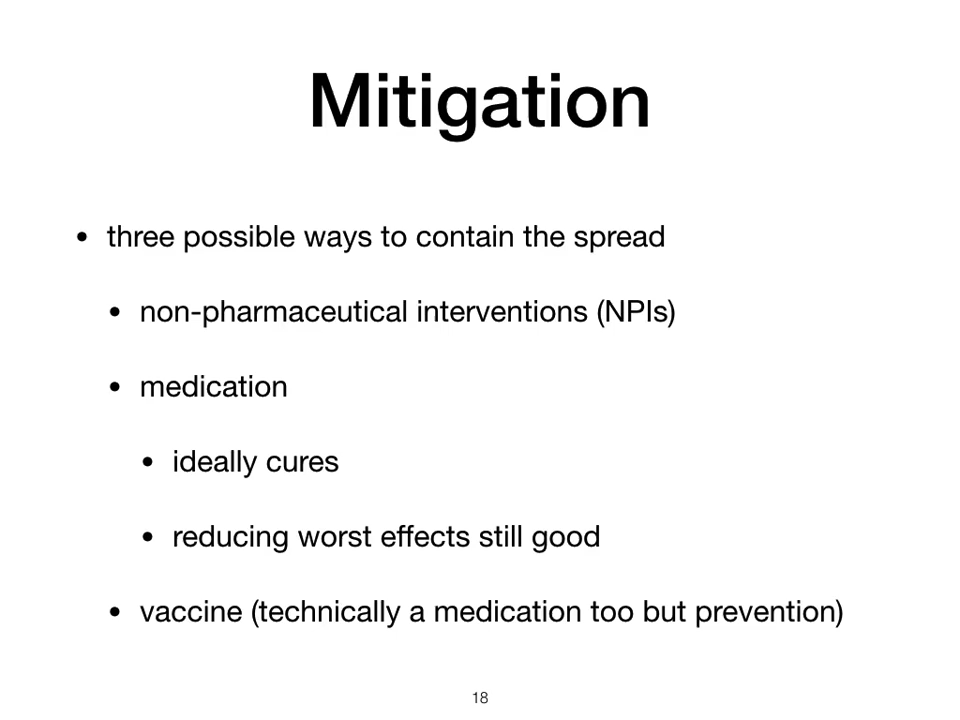 Mitigation
• three possible ways to contain the spread
• non-pharmaceutical interventions (NPIs)
• medication
• ideally cures
• reducing worst effects still good
• vaccine (technically a medication too but prevention)
18